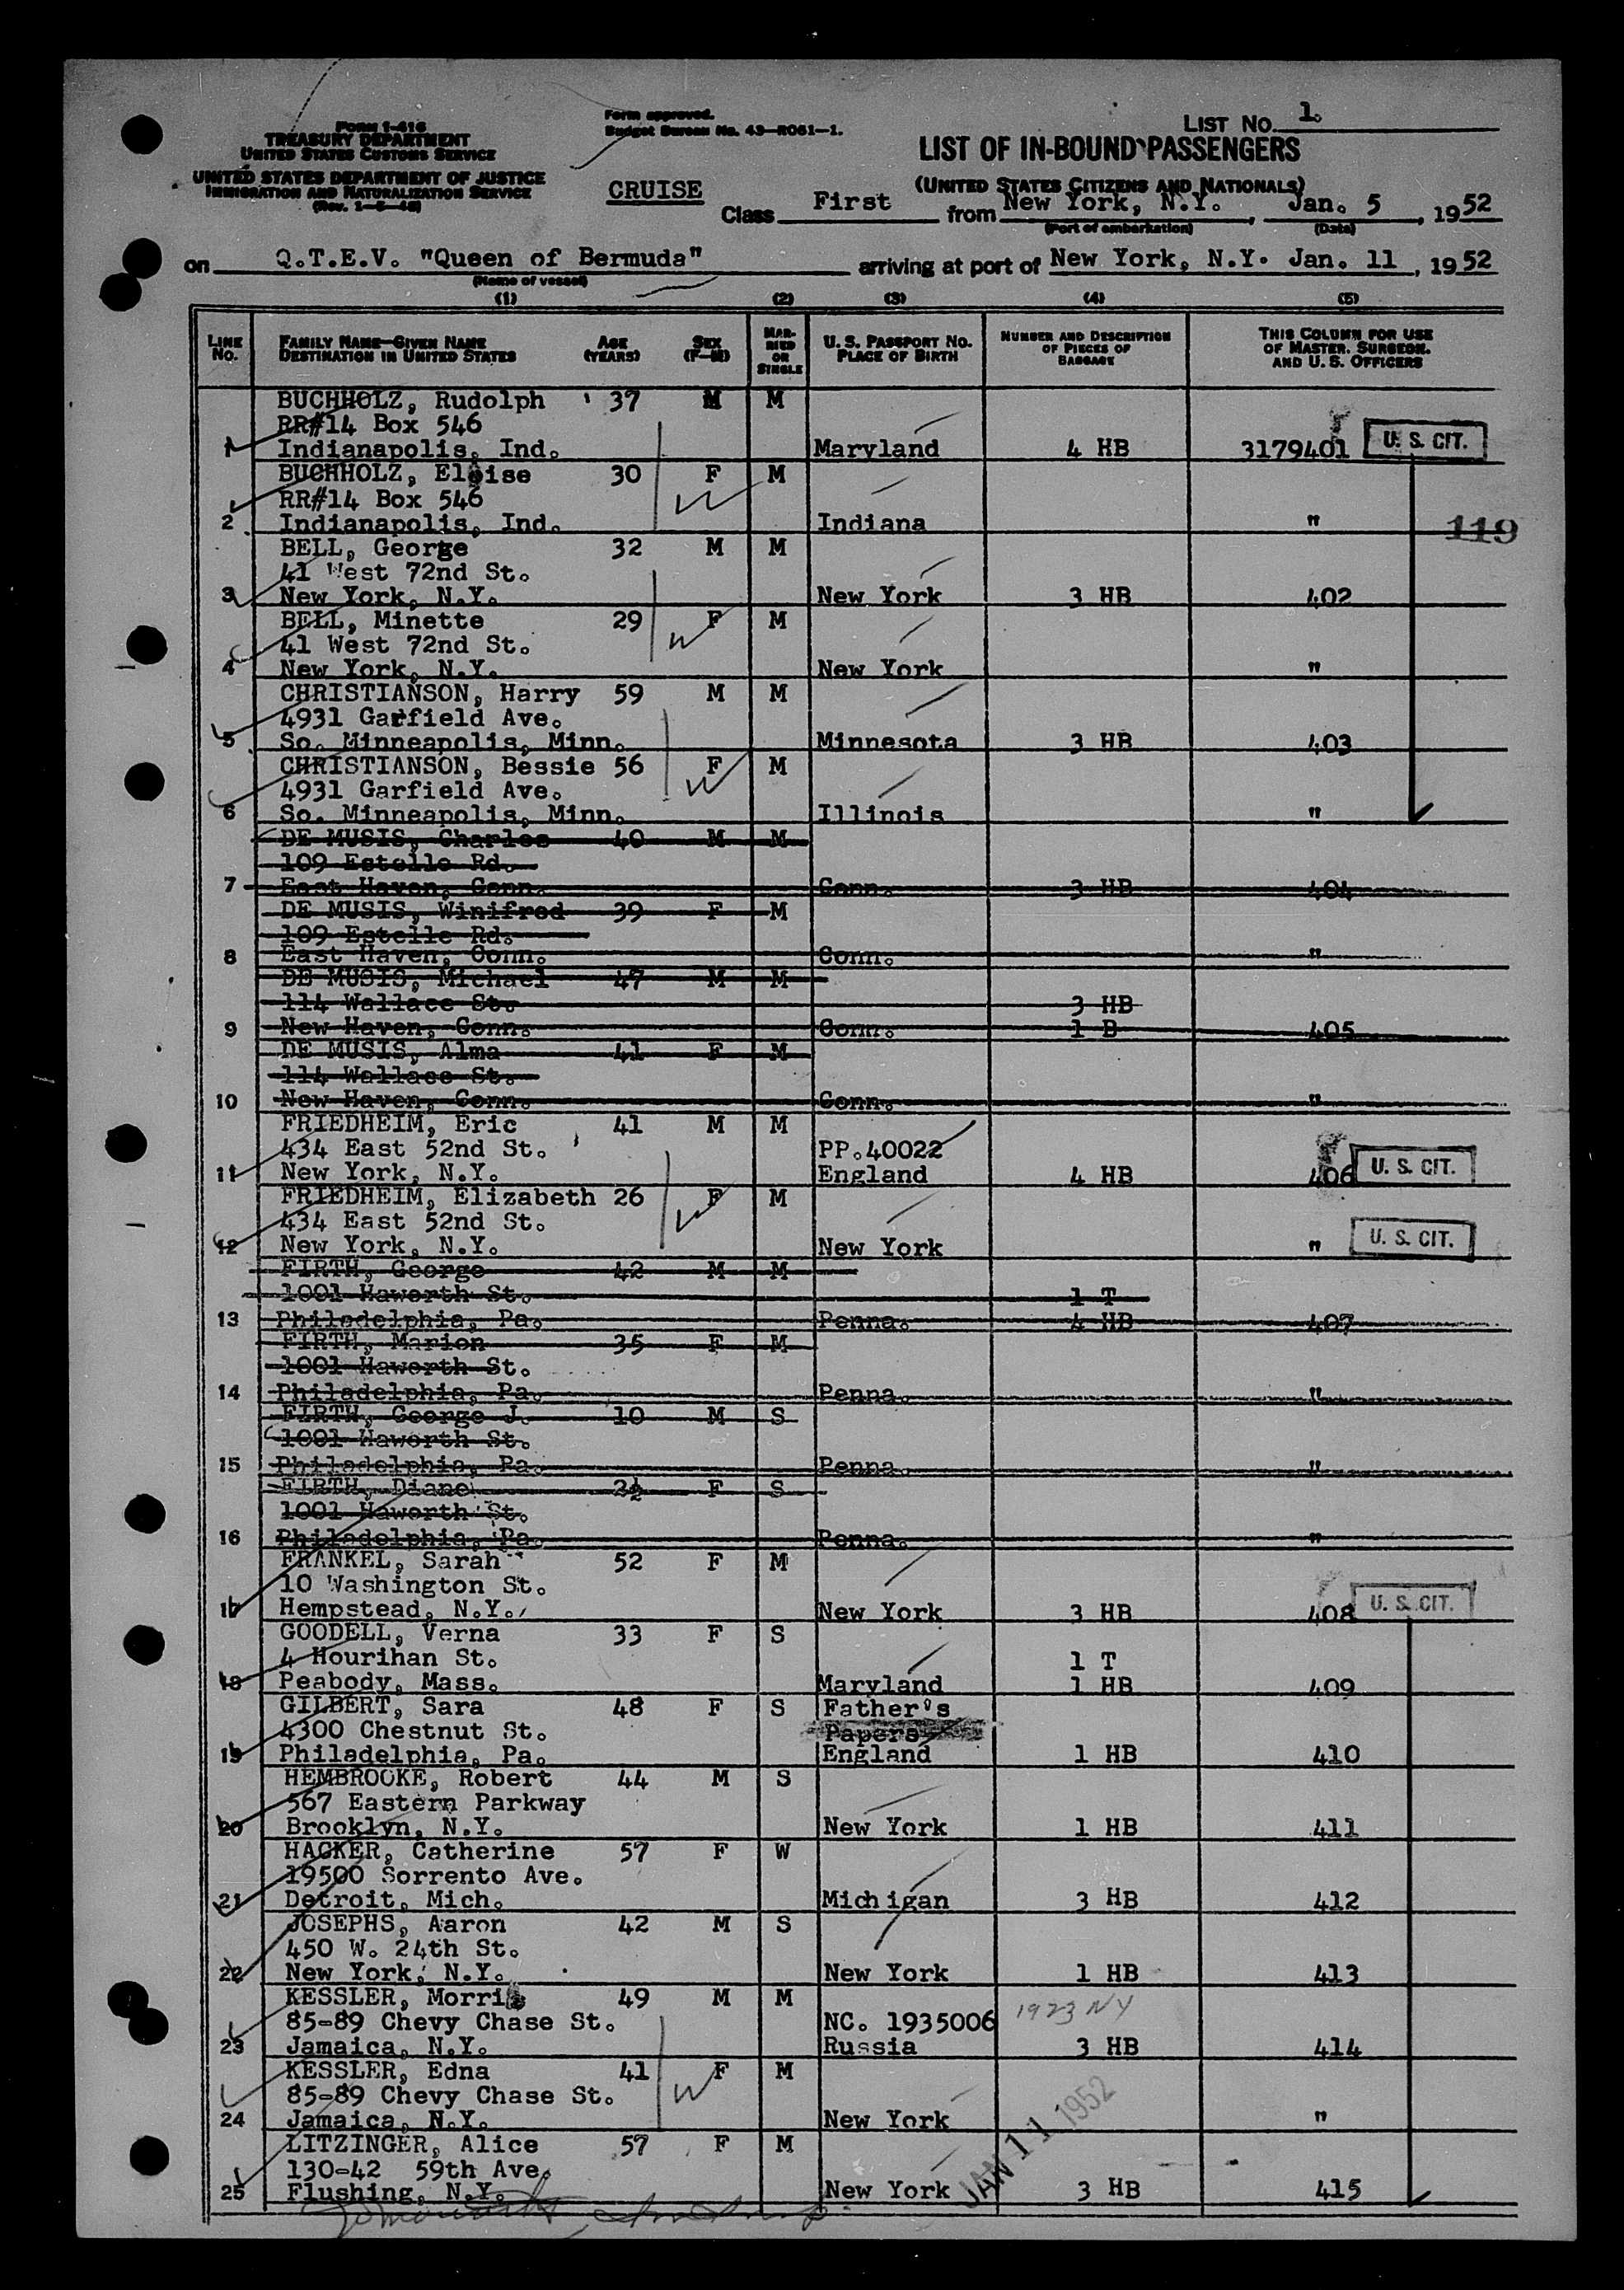 Form I-416
TREASURY DEPARTMENT
UNITED STATES CUSTOMS SERVICE
UNITED STATES DEPARTMENT OF JUSTICE
IMMIGRATION AND NATURALIZATION SERVICE
Form approved.
Budget Bureau No. 43-R061-1.
LIST NO. 1.
LIST OF IN-BOUND PASSENGERS
(UNITED STATES CITIZENS AND NATIONALS)
CRUISE
Class First from New York, N.Y., Jan. 5, 1952
(Port of embarkation) (Date)
on Q.T.E.V. "Queen of Bermuda" arriving at port of New York, N.Y. Jan. 11, 1952
(Name of vessel)
(1) (2) (3) (4) (5)
LINE NO. FAMILY NAME—GIVEN NAME DESTINATION IN UNITED STATES AGE (YEARS) SEX (F—M) MARRIED OR SINGLE U. S. PASSPORT NO. PLACE OF BIRTH NUMBER AND DESCRIPTION OF PIECES OF BAGGAGE THIS COLUMN FOR USE OF MASTER, SURGEON, AND U. S. OFFICERS
BUCHHOLZ, Rudolph 37 M M
RR#14 Box 546
1 Indianapolis, Ind. Maryland 4 HB 3179401 U. S. CIT.
BUCHHOLZ, Eloise 30 F M
RR#14 Box 546
2 Indianapolis, Ind. Indiana " 119
BELL, George 32 M M
41 West 72nd St.
3 New York, N.Y. New York 3 HB 402
BELL, Minette 29 F M
41 West 72nd St.
4 New York, N.Y. New York "
CHRISTIANSON, Harry 59 M M
4931 Garfield Ave.
5 So. Minneapolis, Minn. Minnesota 3 HB 403
CHRISTIANSON, Bessie 56 F M
4931 Garfield Ave.
6 So. Minneapolis, Minn. Illinois "
DE MUSIS, Charles 40 M M
109 Estelle Rd.
7 East Haven, Conn. Conn. 3 HB 404
DE MUSIS, Winifred 39 F M
109 Estelle Rd.
8 East Haven, Conn. Conn. "
DE MUSIS, Michael 47 M M
114 Wallace St. 3 HB
9 New Haven, Conn. Conn. 1 B 405
DE MUSIS, Alma 41 F M
114 Wallace St.
10 New Haven, Conn. Conn. "
FRIEDHEIM, Eric 41 M M
434 East 52nd St. PP.40022
11 New York, N.Y. England 4 HB 406 U. S. CIT.
FRIEDHEIM, Elizabeth 26 F M
434 East 52nd St.
12 New York, N.Y. New York " U. S. CIT.
FIRTH, George 42 M M
1001 Haworth St. 1 T
13 Philadelphia, Pa. Penna. 4 HB 407
FIRTH, Marion 35 F M
1001 Haworth St.
14 Philadelphia, Pa. Penna. "
FIRTH, George J. 10 M S
1001 Haworth St.
15 Philadelphia, Pa. Penna. "
FIRTH, Diane 2½ F S
1001 Haworth St.
16 Philadelphia, Pa. Penna. "
FRANKEL, Sarah 52 F M
10 Washington St.
17 Hempstead, N.Y. New York 3 HB 408 U. S. CIT.
GOODELL, Verna 33 F S
4 Hourihan St. 1 T
18 Peabody, Mass. Maryland 1 HB 409
GILBERT, Sara 48 F S Father's
4300 Chestnut St. Papers
19 Philadelphia, Pa. England 1 HB 410
HEMBROOKE, Robert 44 M S
567 Eastern Parkway
20 Brooklyn, N.Y. New York 1 HB 411
HACKER, Catherine 57 F W
19500 Sorrento Ave.
21 Detroit, Mich. Michigan 3 HB 412
JOSEPHS, Aaron 42 M S
450 W. 24th St.
22 New York, N.Y. New York 1 HB 413
KESSLER, Morris 49 M M
85-89 Chevy Chase St. NC. 1935006 1923 NY
23 Jamaica, N.Y. Russia 3 HB 414
KESSLER, Edna 41 F M
85-89 Chevy Chase St.
24 Jamaica, N.Y. New York "
LITZINGER, Alice 57 F M
130-42 59th Ave.
25 Flushing, N.Y. New York 3 HB 415
JAN 11 1952